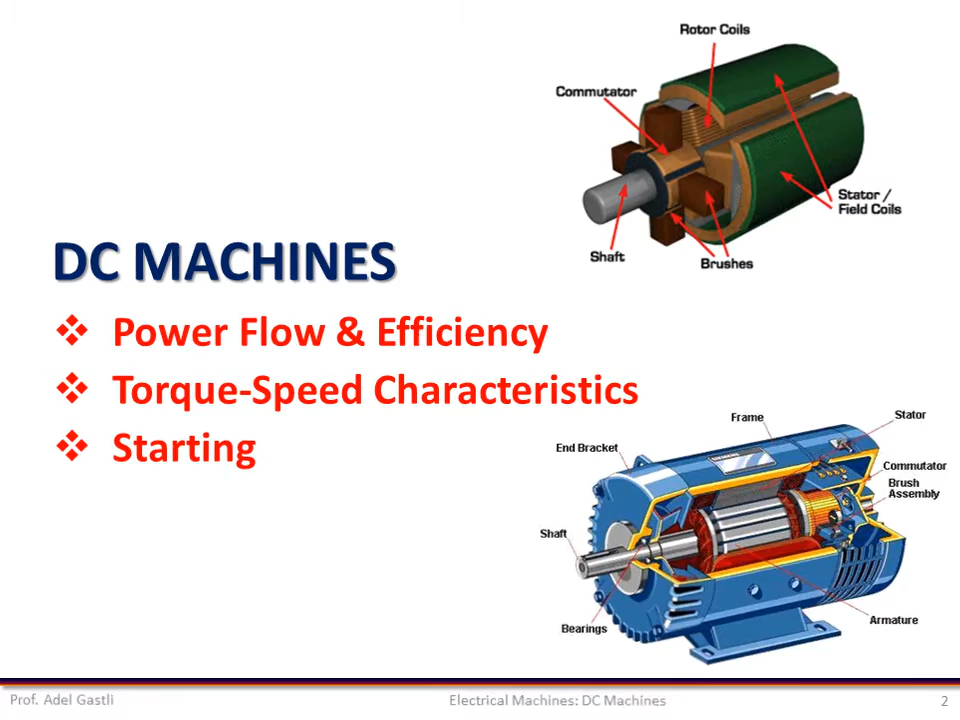 Rotor Coils
Commutator
Stator /
Field Coils
Shaft
Brushes
DC MACHINES
Power Flow & Efficiency
Torque-Speed Characteristics
Starting
Frame
Stator
End Bracket
Commutator
Brush
Assembly
Shaft
Bearings
Armature
Prof. Adel Gastli
Electrical Machines: DC Machines
2